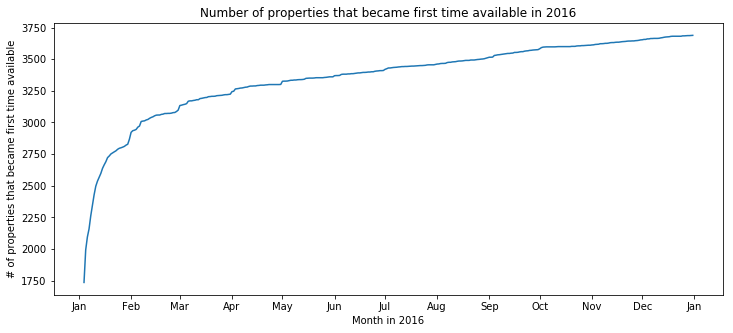 Number of properties that became first time available in 2016
# of properties that became first time available
3750
3500
3250
3000
2750
2500
2250
2000
1750
Jan Feb Mar Apr May Jun Jul Aug Sep Oct Nov Dec Jan
Month in 2016